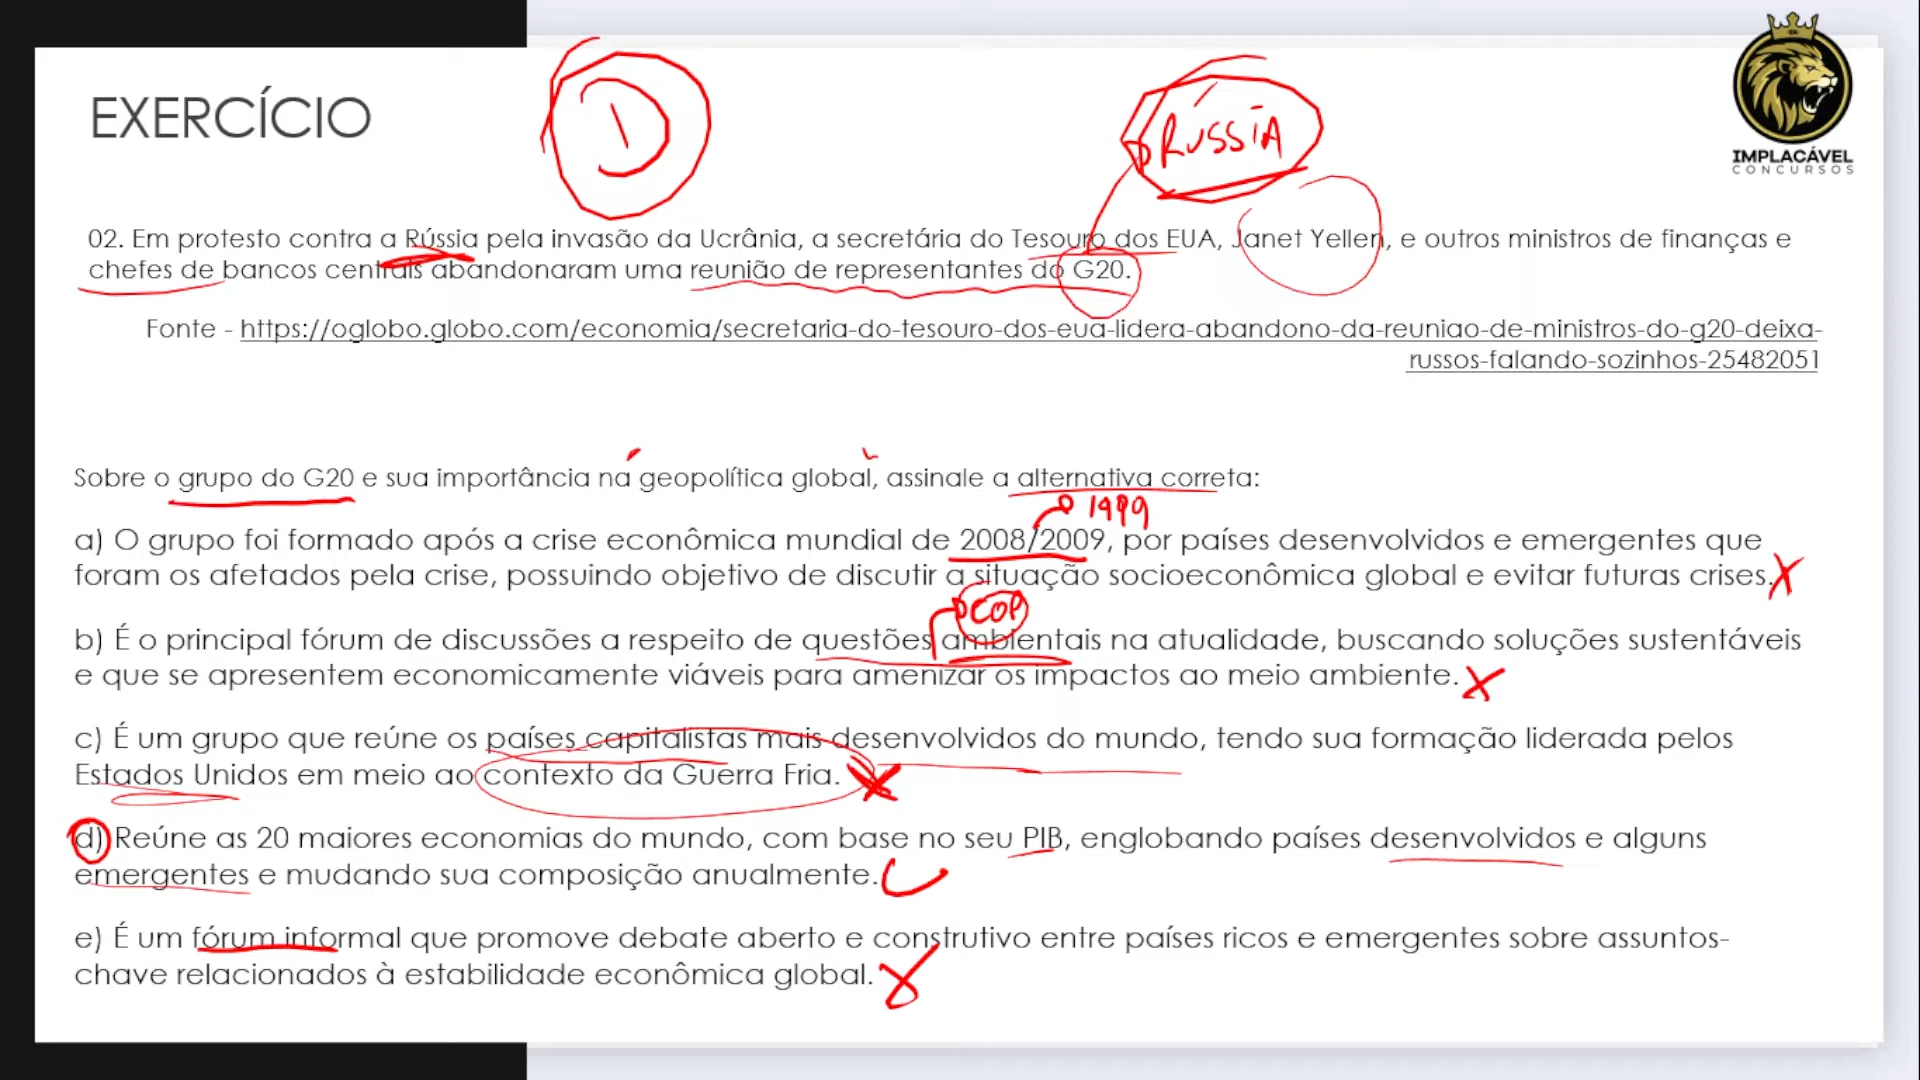 IMPLACÁVEL
CONCURSOS
EXERCÍCIO
D
RÚSSIA
02. Em protesto contra a Rússia pela invasão da Ucrânia, a secretária do Tesouro dos EUA, Janet Yellen, e outros ministros de finanças e
chefes de bancos centrais abandonaram uma reunião de representantes do G20.
Fonte - https://oglobo.globo.com/economia/secretaria-do-tesouro-dos-eua-lidera-abandono-da-reuniao-de-ministros-do-g20-deixa-
russos-falando-sozinhos-25482051
Sobre o grupo do G20 e sua importância na geopolítica global, assinale a alternativa correta:
1999
a) O grupo foi formado após a crise econômica mundial de 2008/2009, por países desenvolvidos e emergentes que
foram os afetados pela crise, possuindo objetivo de discutir a situação socioeconômica global e evitar futuras crises.
COP
b) É o principal fórum de discussões a respeito de questões ambientais na atualidade, buscando soluções sustentáveis
e que se apresentem economicamente viáveis para amenizar os impactos ao meio ambiente.
c) É um grupo que reúne os países capitalistas mais desenvolvidos do mundo, tendo sua formação liderada pelos
Estados Unidos em meio ao contexto da Guerra Fria.
d) Reúne as 20 maiores economias do mundo, com base no seu PIB, englobando países desenvolvidos e alguns
emergentes e mudando sua composição anualmente.
e) É um fórum informal que promove debate aberto e construtivo entre países ricos e emergentes sobre assuntos-
chave relacionados à estabilidade econômica global.